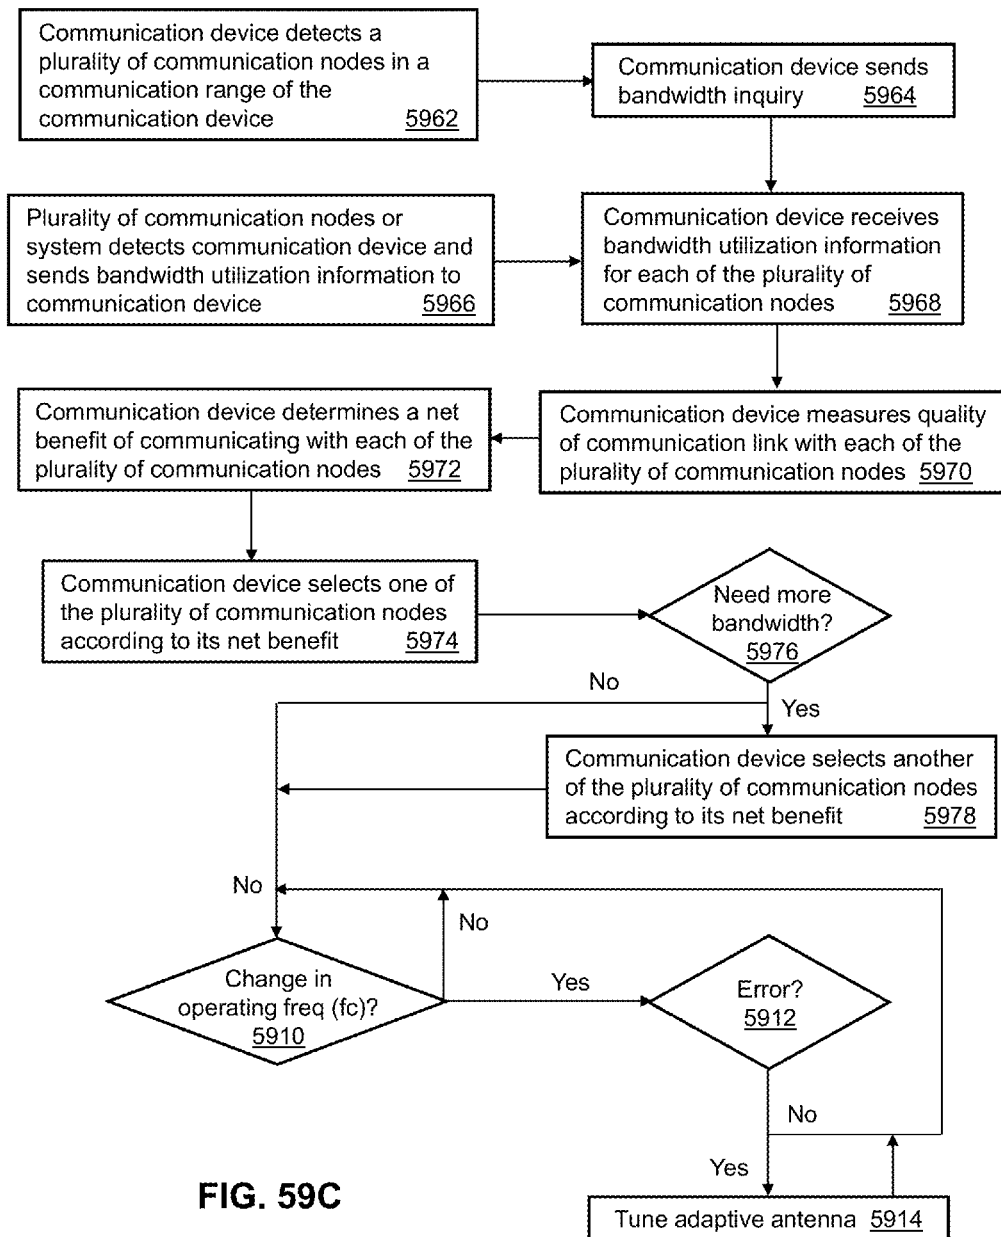 Communication device detects a
plurality of communication nodes in a
communication range of the
communication device 5962
Communication device sends
bandwidth inquiry 5964
Plurality of communication nodes or
system detects communication device and
sends bandwidth utilization information to
communication device 5966
Communication device receives
bandwidth utilization information
for each of the plurality of
communication nodes 5968
Communication device measures quality
of communication link with each of the
plurality of communication nodes 5970
Communication device determines a net
benefit of communicating with each of the
plurality of communication nodes 5972
Communication device selects one of
the plurality of communication nodes
according to its net benefit 5974
Need more
bandwidth?
5976
No
Yes
Communication device selects another
of the plurality of communication nodes
according to its net benefit 5978
No
No
Change in
operating freq (fc)?
5910
Yes
Error?
5912
No
Yes
Tune adaptive antenna 5914
FIG. 59C